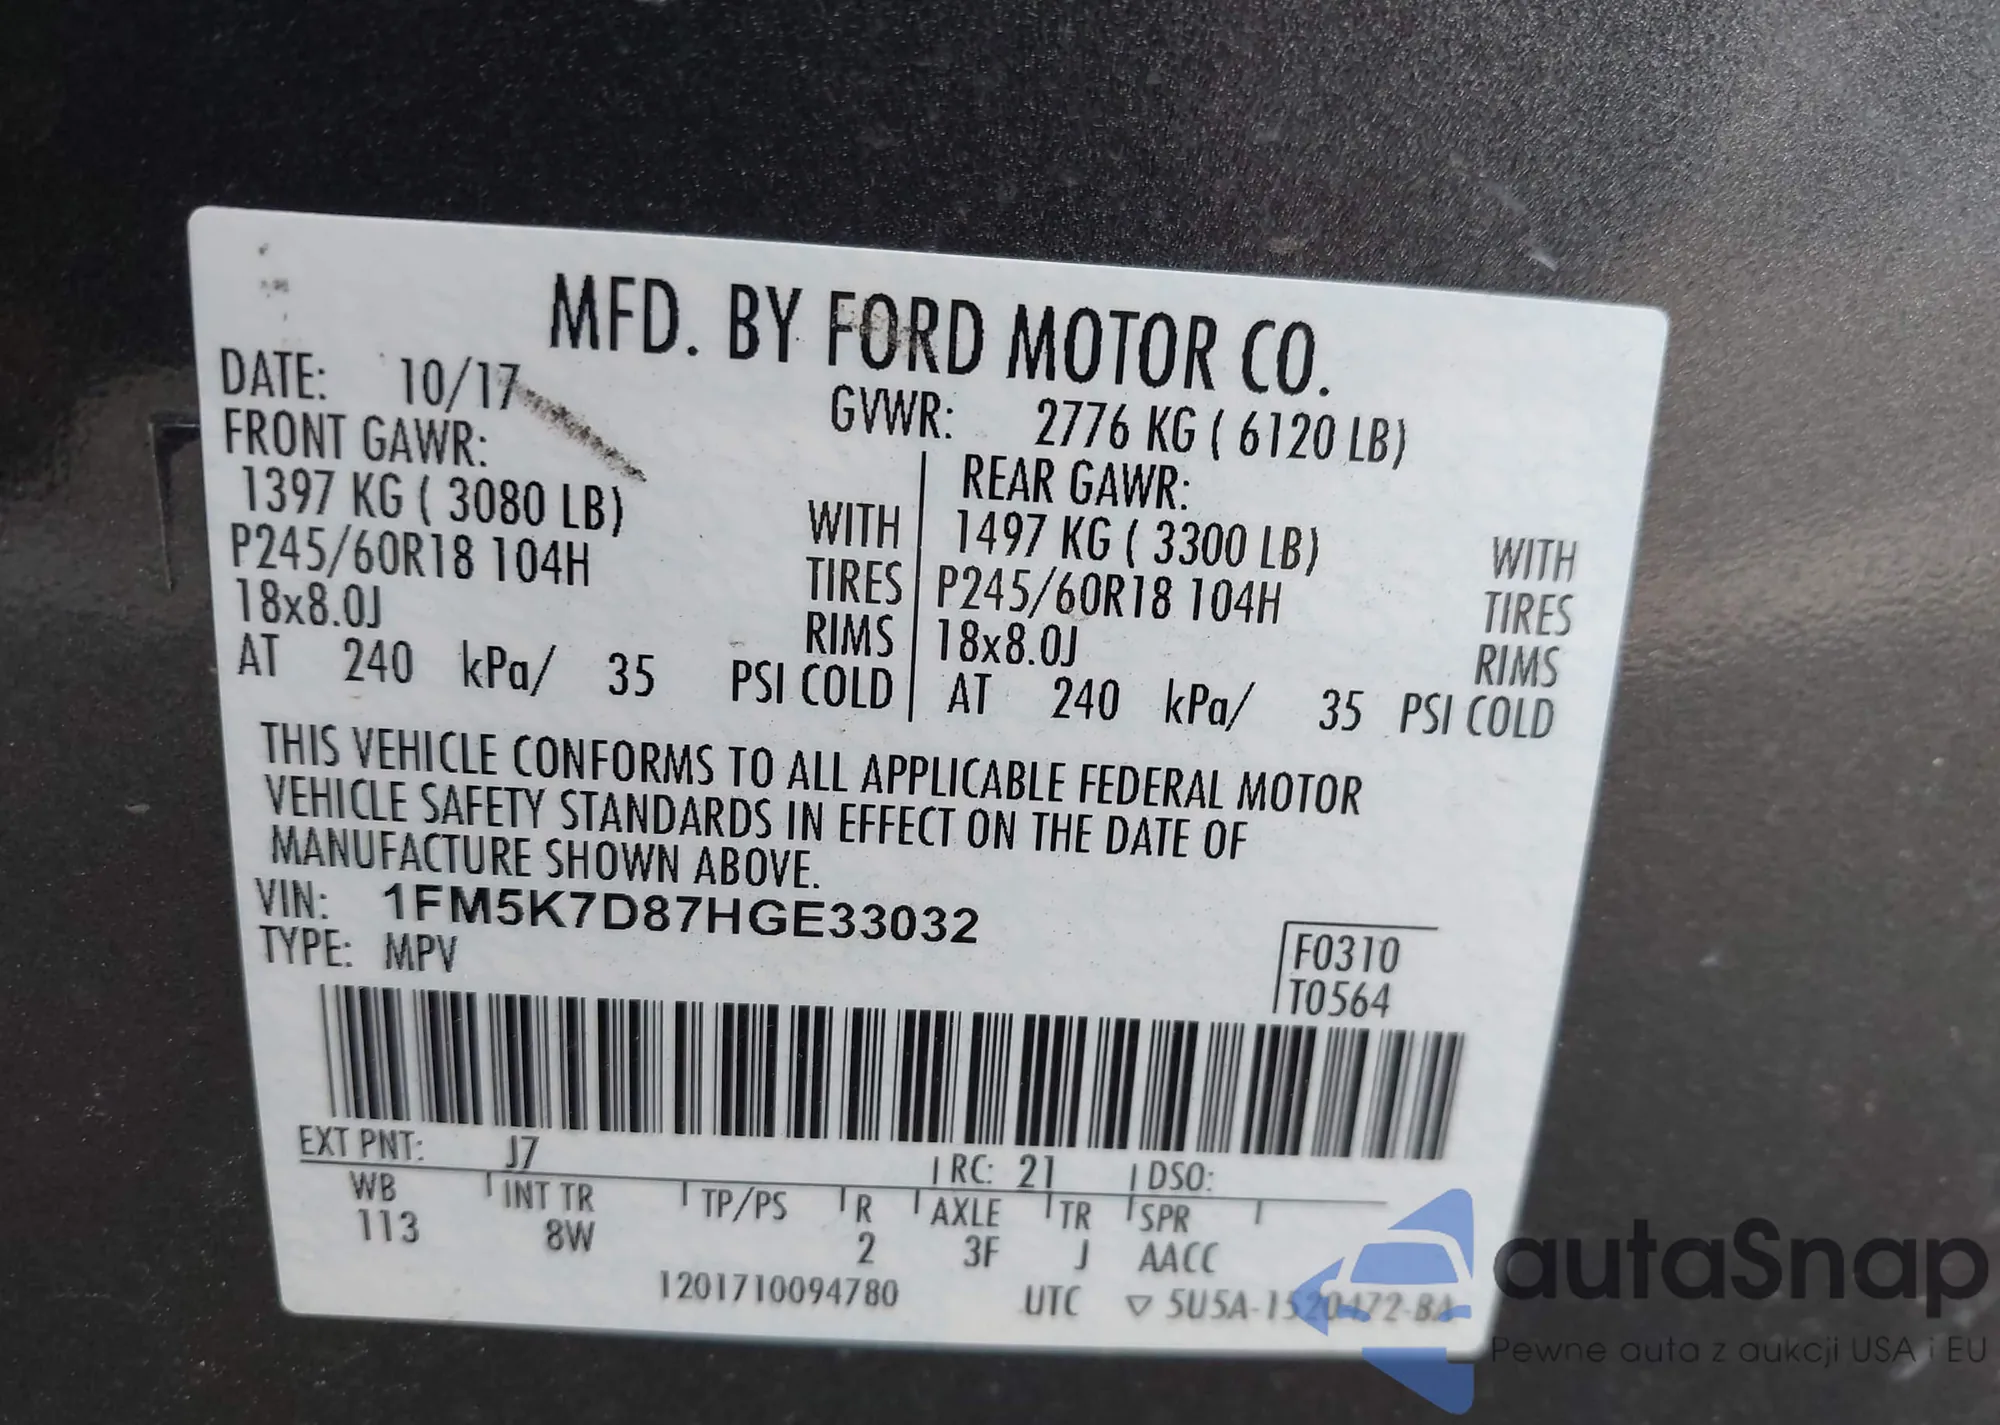 MFD. BY FORD MOTOR CO.
DATE: 10/17 GVWR: 2776 KG ( 6120 LB)
FRONT GAWR: REAR GAWR:
1397 KG ( 3080 LB) WITH 1497 KG ( 3300 LB) WITH
P245/60R18 104H TIRES P245/60R18 104H TIRES
18x8.0J RIMS 18x8.0J RIMS
AT 240 kPa/ 35 PSI COLD AT 240 kPa/ 35 PSI COLD
THIS VEHICLE CONFORMS TO ALL APPLICABLE FEDERAL MOTOR
VEHICLE SAFETY STANDARDS IN EFFECT ON THE DATE OF
MANUFACTURE SHOWN ABOVE.
VIN: 1FM5K7D87HGE33032
TYPE: MPV
F0310
T0564
EXT PNT: J7 RC: 21 DSO:
WB INT TR TP/PS R AXLE TR SPR
113 8W 2 3F J AACC
1201710094780 UTC ▽ 5U5A-1520472-BA
autaSnap
Pewne auta z aukcji USA i EU